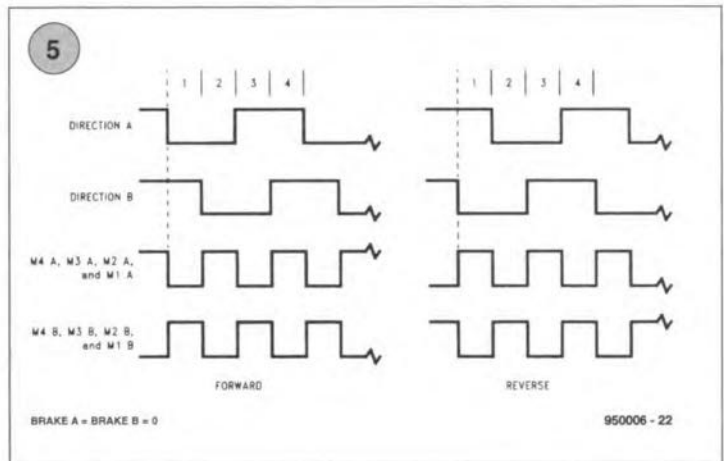 5
1 2 3 4
1 2 3 4
DIRECTION A
DIRECTION B
M4 A, M3 A, M2 A,
and M1 A
M4 B, M3 B, M2 B,
and M1 B
FORWARD
REVERSE
BRAKE A = BRAKE B = 0
950006 - 22